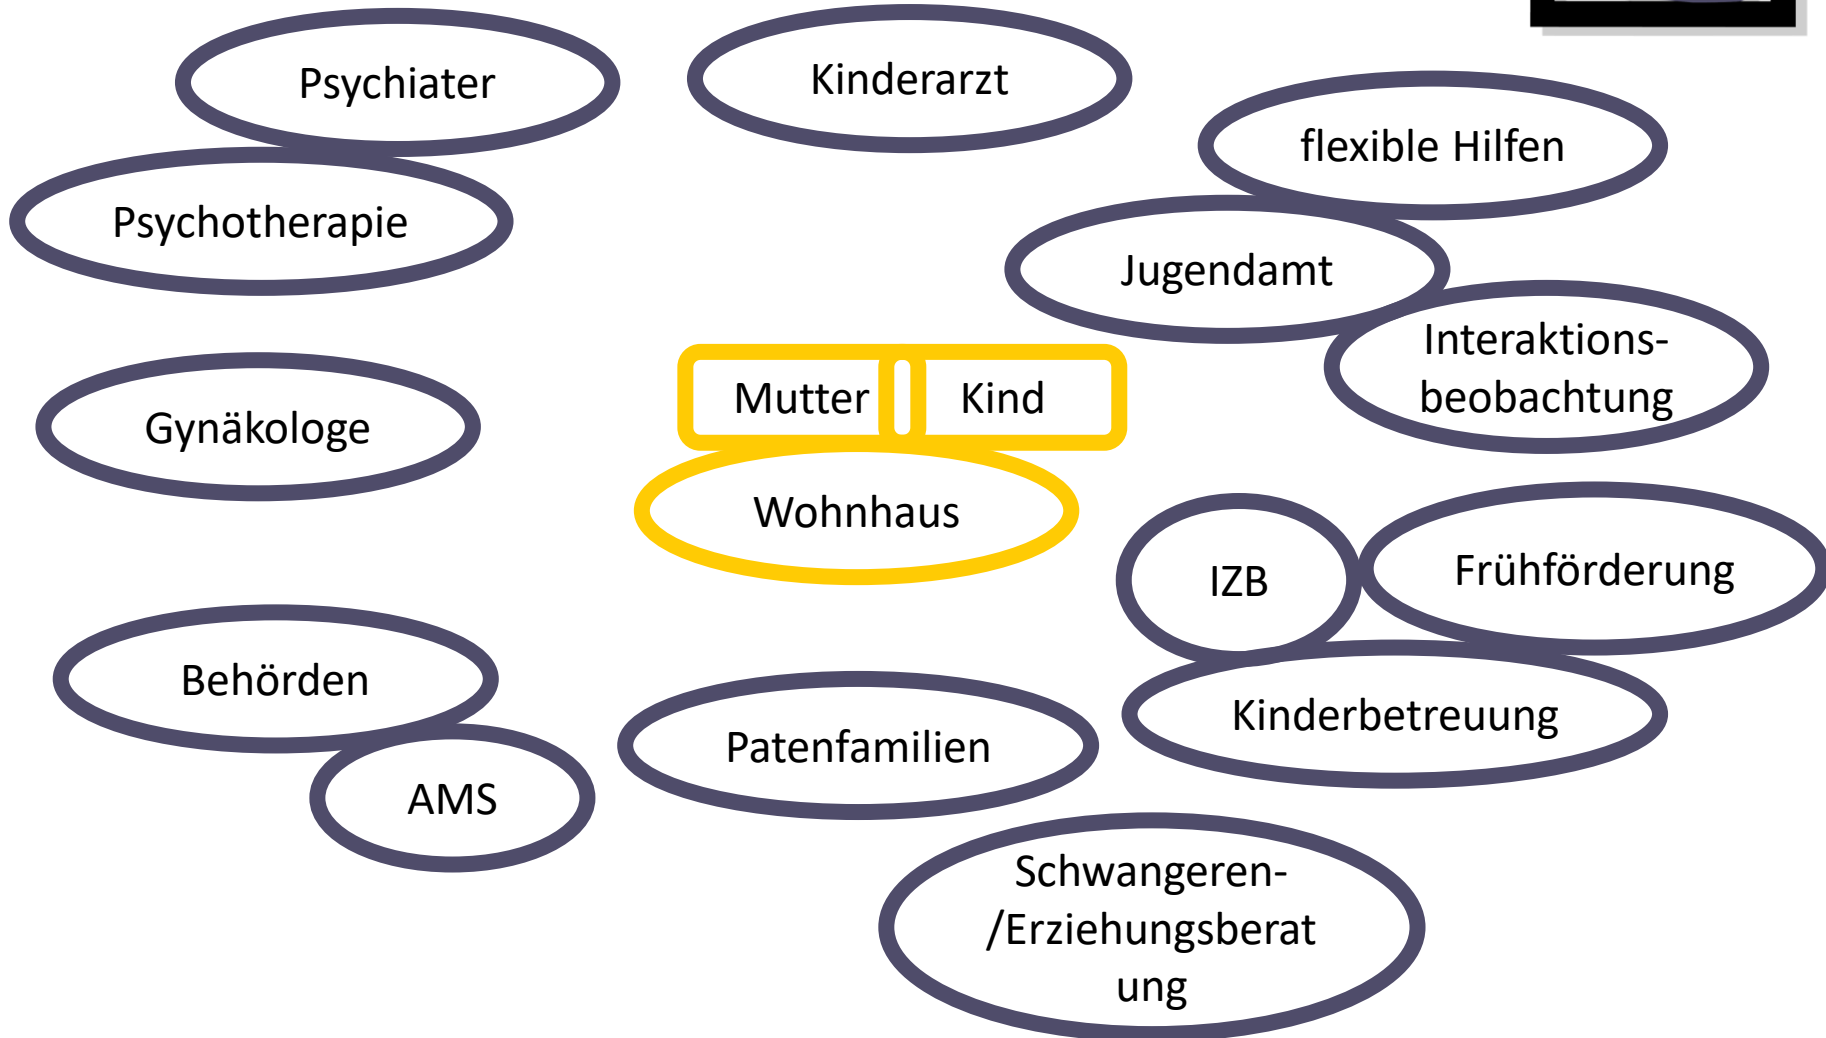 Psychiater
Kinderarzt
flexible Hilfen
Psychotherapie
Jugendamt
Interaktions-
beobachtung
Mutter
Kind
Gynäkologe
Wohnhaus
IZB
Frühförderung
Behörden
Kinderbetreuung
Patenfamilien
AMS
Schwangeren-
/Erziehungsberat
ung